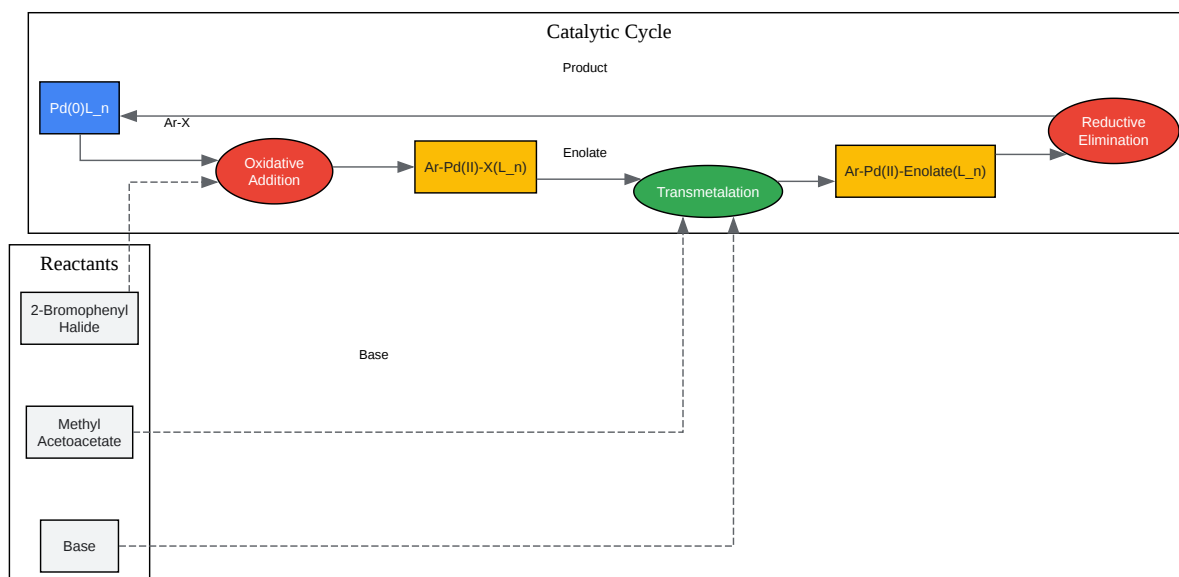 Catalytic Cycle
Product
Pd(0)L_n
Ar-X
Oxidative
Addition
Ar-Pd(II)-X(L_n)
Enolate
Transmetalation
Ar-Pd(II)-Enolate(L_n)
Reductive
Elimination
Reactants
2-Bromophenyl
Halide
Base
Methyl
Acetoacetate
Base